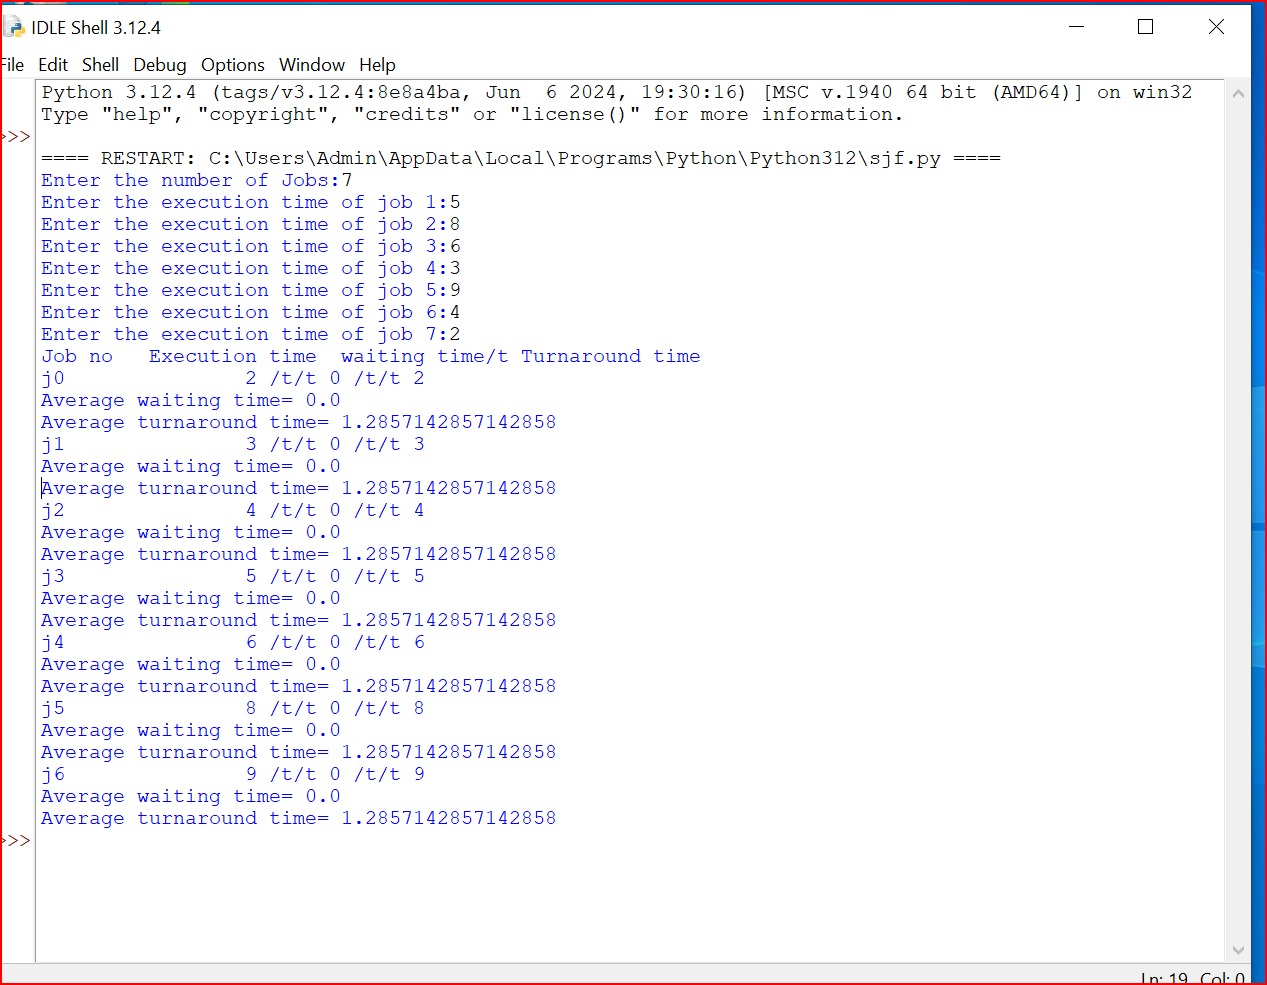 IDLE Shell 3.12.4
File Edit Shell Debug Options Window Help
Python 3.12.4 (tags/v3.12.4:8e8a4ba, Jun  6 2024, 19:30:16) [MSC v.1940 64 bit (AMD64)] on win32
Type "help", "copyright", "credits" or "license()" for more information.
>>>
==== RESTART: C:\Users\Admin\AppData\Local\Programs\Python\Python312\sjf.py ====
Enter the number of Jobs:7
Enter the execution time of job 1:5
Enter the execution time of job 2:8
Enter the execution time of job 3:6
Enter the execution time of job 4:3
Enter the execution time of job 5:9
Enter the execution time of job 6:4
Enter the execution time of job 7:2
Job no   Execution time  waiting time/t Turnaround time
j0               2 /t/t 0 /t/t 2
Average waiting time= 0.0
Average turnaround time= 1.2857142857142858
j1               3 /t/t 0 /t/t 3
Average waiting time= 0.0
Average turnaround time= 1.2857142857142858
j2               4 /t/t 0 /t/t 4
Average waiting time= 0.0
Average turnaround time= 1.2857142857142858
j3               5 /t/t 0 /t/t 5
Average waiting time= 0.0
Average turnaround time= 1.2857142857142858
j4               6 /t/t 0 /t/t 6
Average waiting time= 0.0
Average turnaround time= 1.2857142857142858
j5               8 /t/t 0 /t/t 8
Average waiting time= 0.0
Average turnaround time= 1.2857142857142858
j6               9 /t/t 0 /t/t 9
Average waiting time= 0.0
Average turnaround time= 1.2857142857142858
>>>
Ln: 19 Col: 0